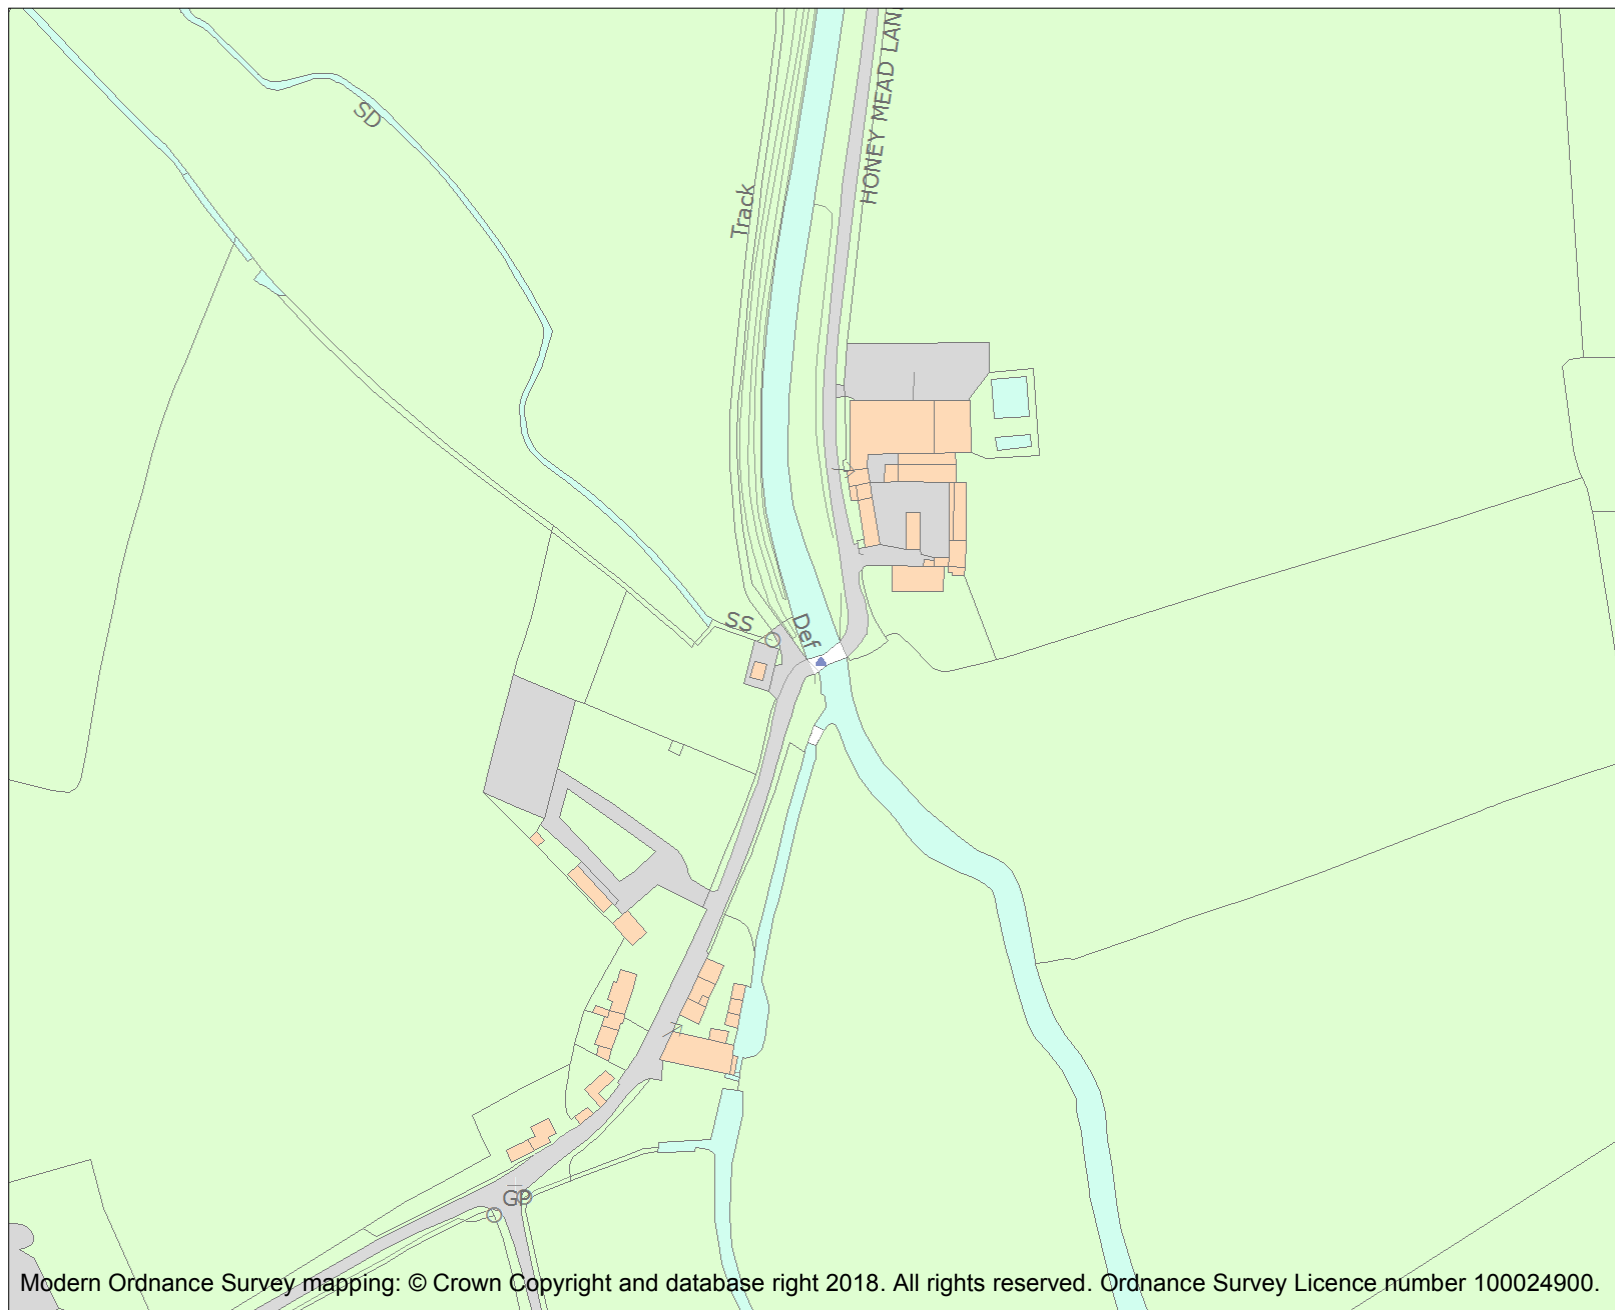 HONEY MEAD LAN
SD
Track
SS
Def
GP
Modern Ordnance Survey mapping: © Crown Copyright and database right 2018. All rights reserved. Ordnance Survey Licence number 100024900.